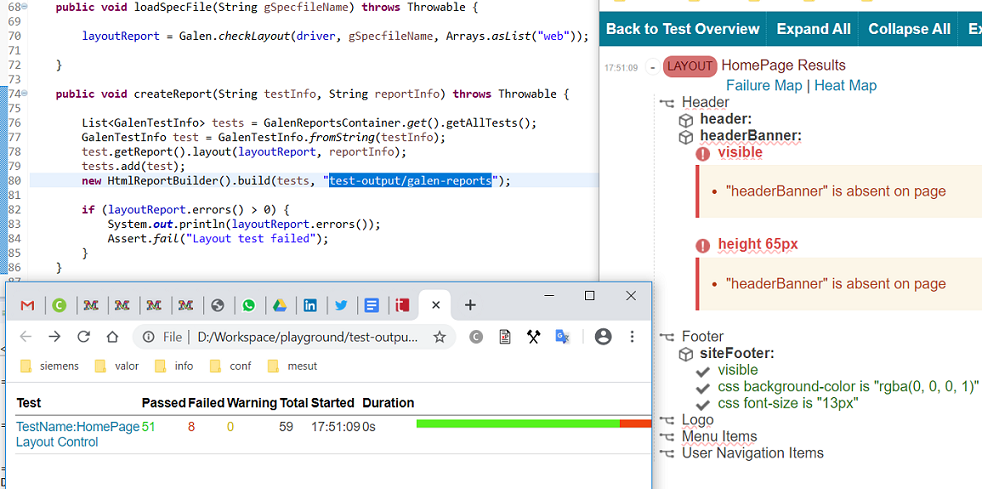 68 public void loadSpecFile(String gSpecfileName) throws Throwable {
69
70 layoutReport = Galen.checkLayout(driver, gSpecfileName, Arrays.asList("web"));
71
72 }
73
74 public void createReport(String testInfo, String reportInfo) throws Throwable {
75
76 List<GalenTestInfo> tests = GalenReportsContainer.get().getAllTests();
77 GalenTestInfo test = GalenTestInfo.fromString(testInfo);
78 test.getReport().layout(layoutReport, reportInfo);
79 tests.add(test);
80 new HtmlReportBuilder().build(tests, "test-output/galen-reports");
81
82 if (layoutReport.errors() > 0) {
83 System.out.println(layoutReport.errors());
84 Assert.fail("Layout test failed");
85 }
86 }
Back to Test Overview Expand All Collapse All Ex
17:51:09 - LAYOUT HomePage Results
Failure Map | Heat Map
Header
header:
headerBanner:
visible
• "headerBanner" is absent on page
height 65px
• "headerBanner" is absent on page
Footer
siteFooter:
visible
css background-color is "rgba(0, 0, 0, 1)"
css font-size is "13px"
Logo
Menu Items
User Navigation Items
File | D:/Workspace/playground/test-outpu...
siemens valor info conf mesut
Test Passed Failed Warning Total Started Duration
TestName:HomePage 51 8 0 59 17:51:09 0s
Layout Control